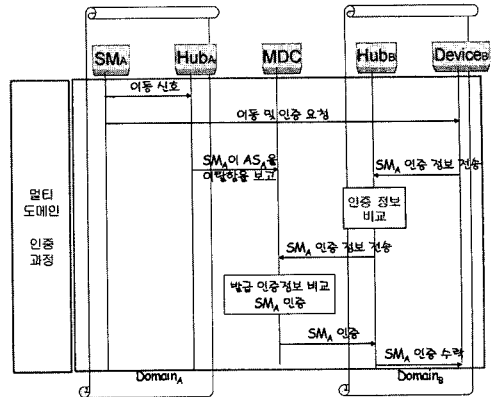 SMA HubA MDC HubB DeviceB
이동 신호
이동 및 인증 요청
SMA이 ASA을
이탈함을 보고
SMA 인증 정보 전송
멀티
도메인
인증
과정
인증 정보
비교
SMA 인증 정보 전송
발급 인증정보 비교
SMA 인증
SMA 인증
SMA 인증 수락
DomainA
DomainB